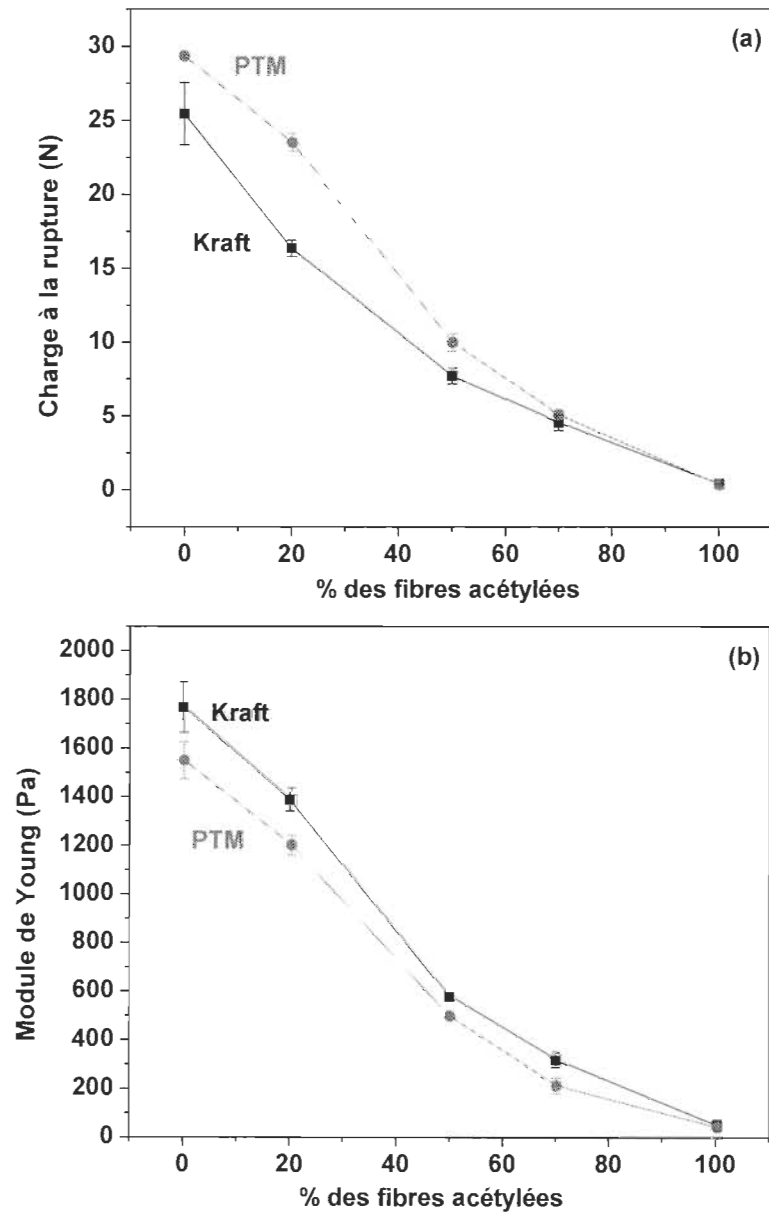 (a)
PTM
Kraft
Charge à la rupture (N)
30
25
20
15
10
5
0
0 20 40 60 80 100
% des fibres acétylées
(b)
Kraft
PTM
Module de Young (Pa)
2000
1800
1600
1400
1200
1000
800
600
400
200
0
0 20 40 60 80 100
% des fibres acétylées